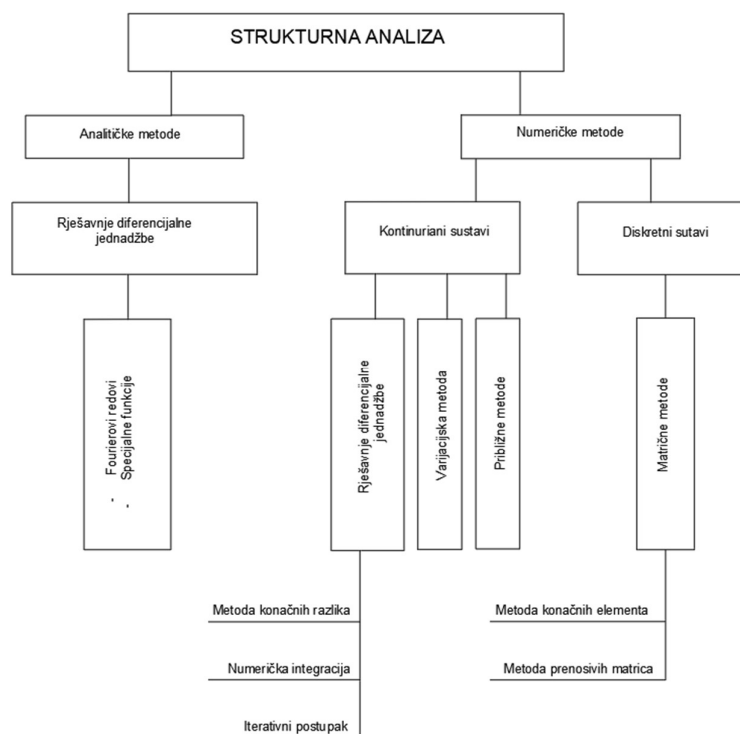 STRUKTURNA ANALIZA
Analitičke metode
Numeričke metode
Rješavnje diferencijalne
jednadžbe
Kontinuriani sustavi
Diskretni sutavi
- Fourierovi redovi
- Specijalne funkcije
Rješavnje diferencijalne
jednadžbe
Varijacijska metoda
Približne metode
Matrične metode
Metoda konačnih razlika
Numerička integracija
Iterativni postupak
Metoda konačnih elementa
Metoda prenosivih matrica